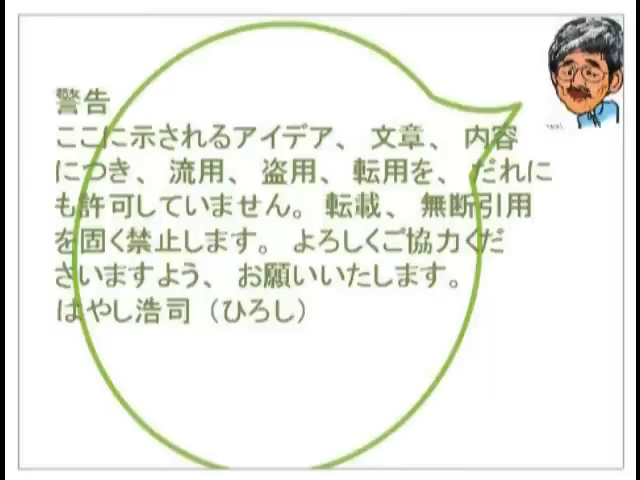 警告
ここに示されるアイデア、文章、内容
につき、流用、盗用、転用を、だれに
も許可していません。転載、無断引用
を固く禁止します。よろしくご協力くだ
さいますよう、お願いいたします。
はやし浩司（ひろし）